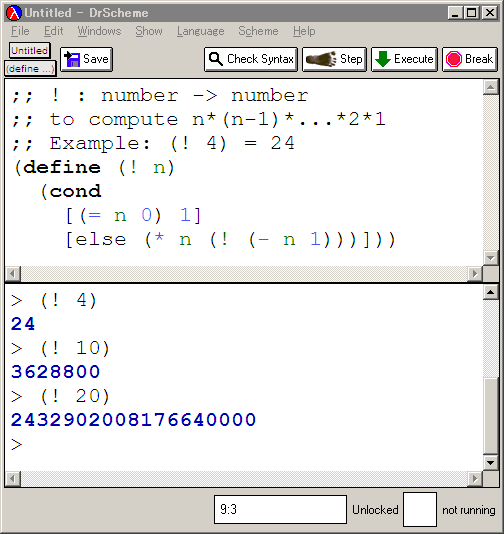 Untitled - DrScheme
File Edit Windows Show Language Scheme Help
Untitled
(define ...)
Save
Check Syntax
Step
Execute
Break
;; ! : number -> number
;; to compute n*(n-1)*...*2*1
;; Example: (! 4) = 24
(define (! n)
  (cond
    [(= n 0) 1]
    [else (* n (! (- n 1)))]))
> (! 4)
24
> (! 10)
3628800
> (! 20)
2432902008176640000
>
9:3 Unlocked not running